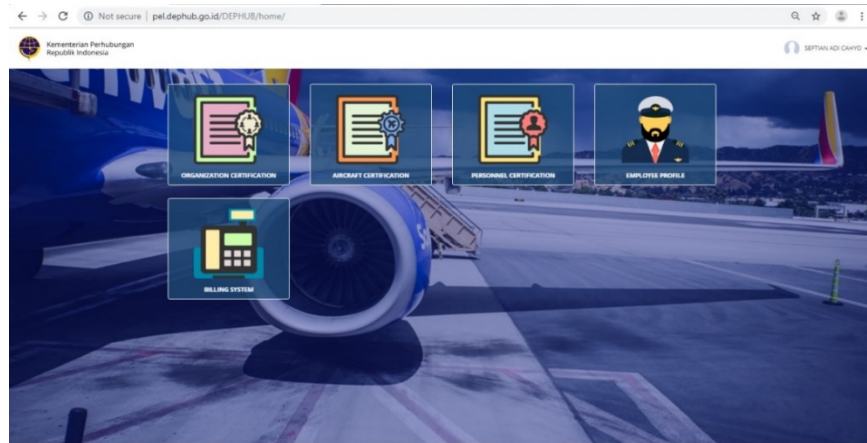 Not secure | pel.dephub.go.id/DEPHUB/home/
Kementerian Perhubungan
Republik Indonesia
SEPTIAN ADI CAHYO
ORGANIZATION CERTIFICATION
AIRCRAFT CERTIFICATION
PERSONNEL CERTIFICATION
EMPLOYEE PROFILE
BILLING SYSTEM